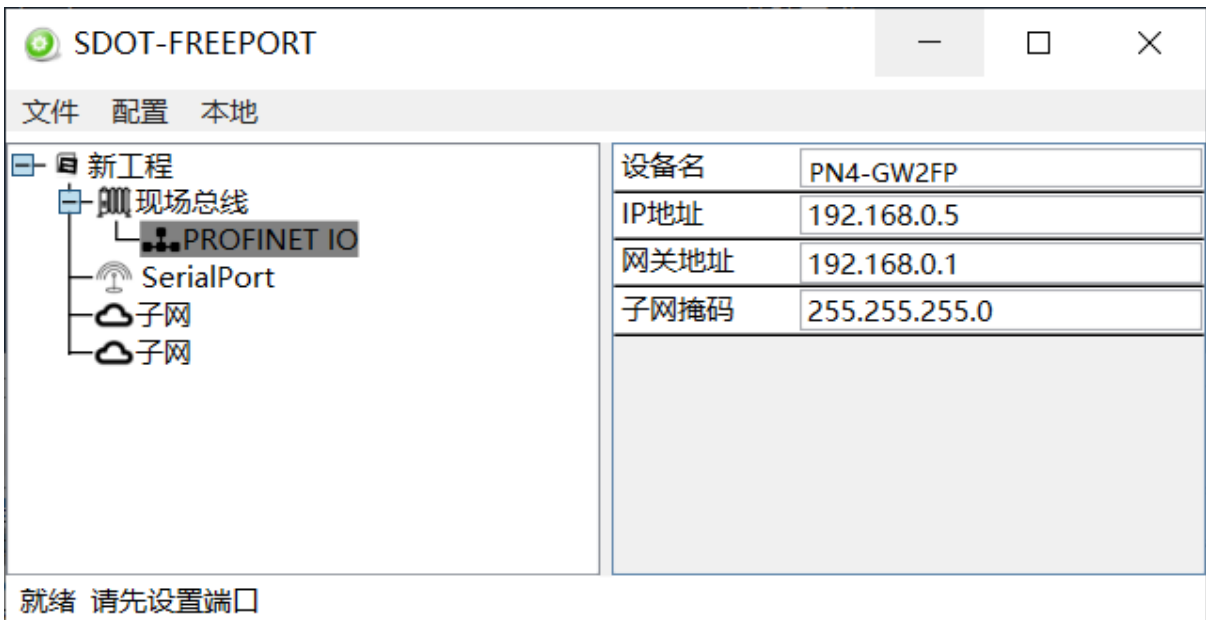 SDOT-FREEPORT
文件 配置 本地
新工程
现场总线
PROFINET IO
SerialPort
子网
子网
设备名 PN4-GW2FP
IP地址 192.168.0.5
网关地址 192.168.0.1
子网掩码 255.255.255.0
就绪 请先设置端口